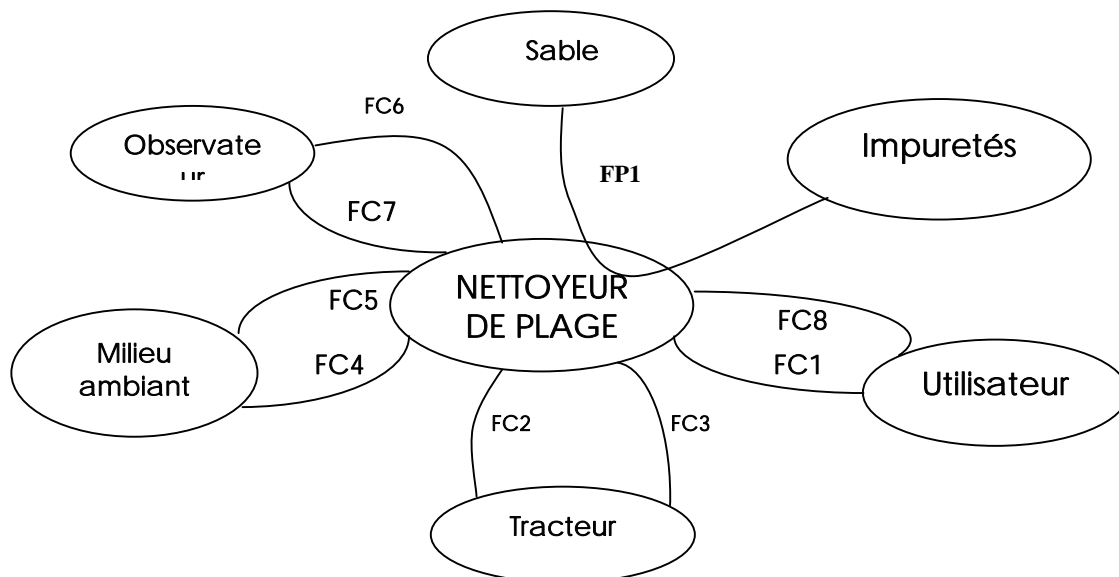 Sable
FC6
Observate
ur
Impuretés
FP1
FC7
NETTOYEUR
DE PLAGE
FC5
FC8
Milieu
ambiant
FC4
FC1
Utilisateur
FC2
FC3
Tracteur